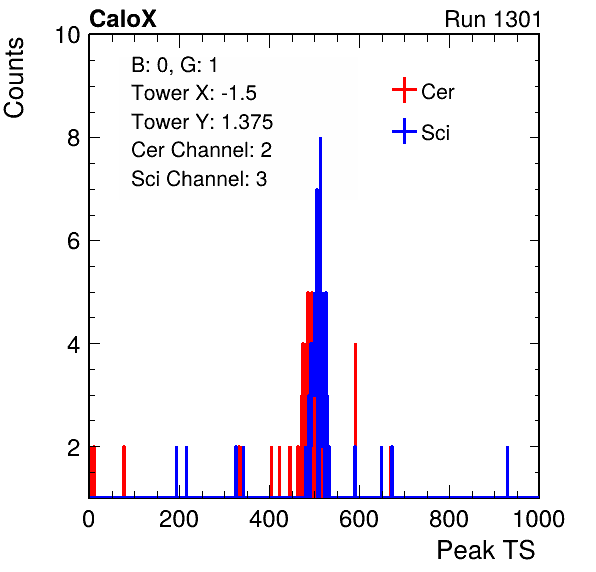 CaloX Run 1301
Counts
10
8
6
4
2
B: 0, G: 1
Tower X: -1.5
Tower Y: 1.375
Cer Channel: 2
Sci Channel: 3
Cer
Sci
0 200 400 600 800 1000
Peak TS